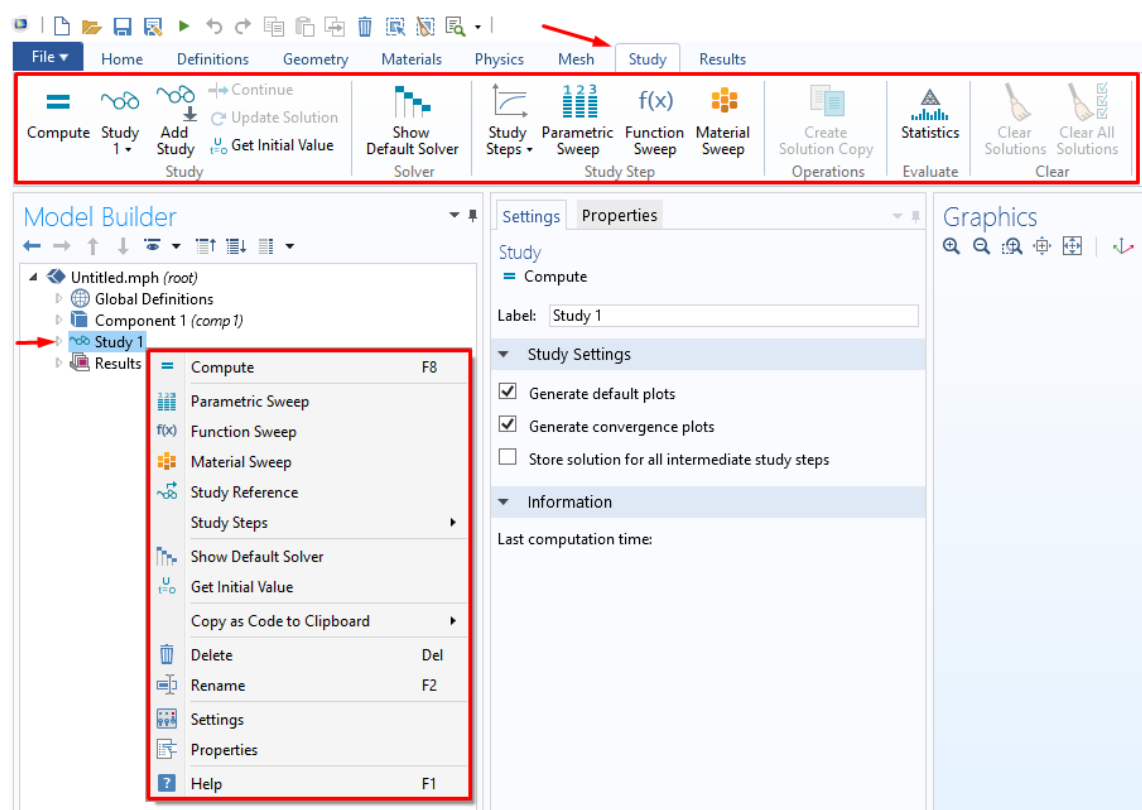 File Home Definitions Geometry Materials Physics Mesh Study Results
Compute
Study
1
Add
Study
Continue
Update Solution
t=0 Get Initial Value
Study
Show
Default Solver
Solver
Study
Steps
1 2 3
Parametric
Sweep
f(x)
Function
Sweep
Material
Sweep
Study Step
Create
Solution Copy
Operations
Statistics
Evaluate
Clear
Solutions
Clear All
Solutions
Clear
Model Builder
Untitled.mph (root)
Global Definitions
Component 1 (comp1)
Study 1
Results
Compute F8
Parametric Sweep
f(x) Function Sweep
Material Sweep
Study Reference
Study Steps
Show Default Solver
Get Initial Value
Copy as Code to Clipboard
Delete Del
Rename F2
Settings
Properties
? Help F1
Settings Properties
Study
= Compute
Label: Study 1
Study Settings
Generate default plots
Generate convergence plots
Store solution for all intermediate study steps
Information
Last computation time:
Graphics